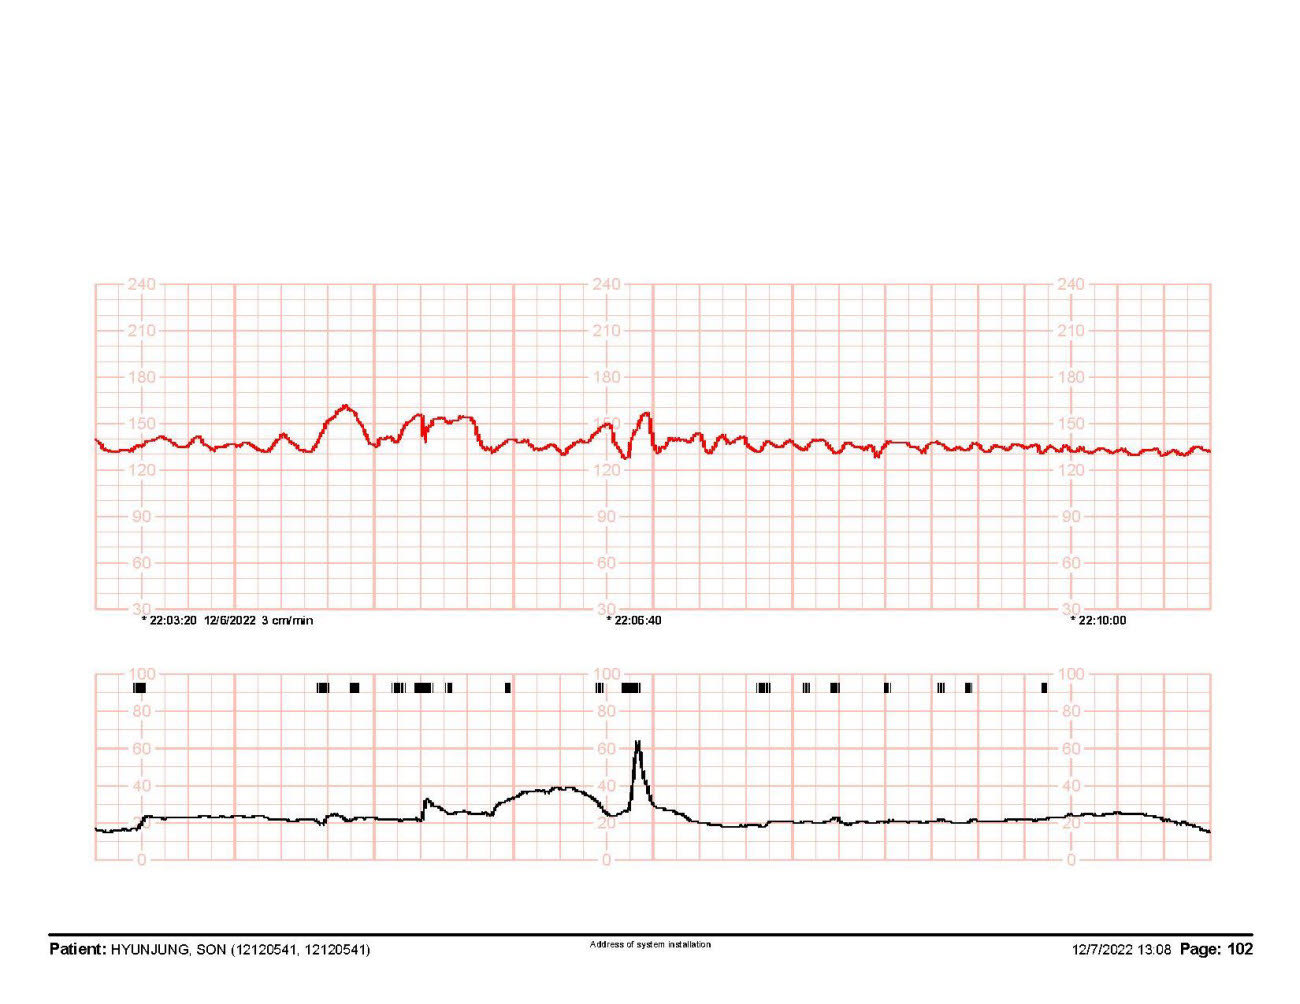 240 240 240
210 210 210
180 180 180
150 150 150
120 120 120
90 90 90
60 60 60
30 30 30
* 22:03:20 12/6/2022 3 cm/min * 22:06:40 * 22:10:00
100 100 100
80 80 80
60 60 60
40 40 40
20 20 20
0 0 0
Patient: HYUNJUNG, SON (12120541, 12120541) Address of system installation 12/7/2022 13:08 Page: 102